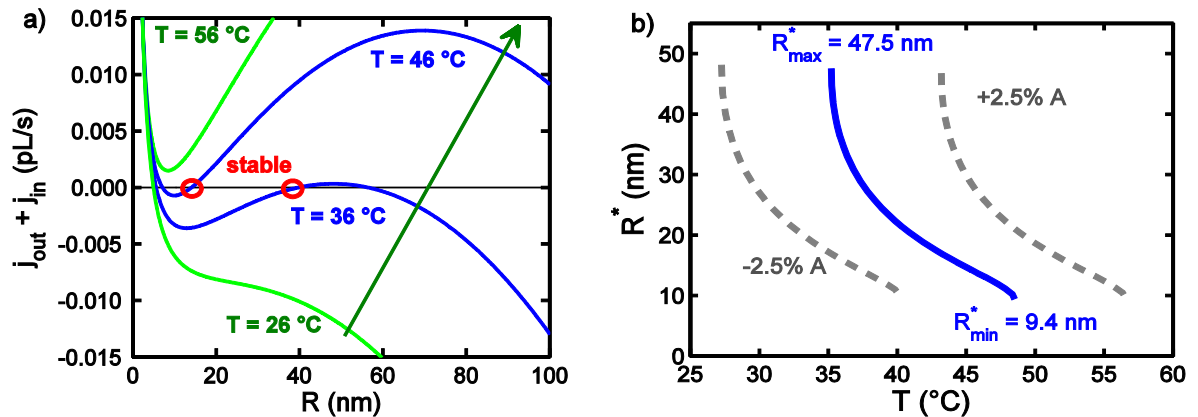 a)
T = 56 °C
T = 46 °C
stable
T = 36 °C
T = 26 °C
0.015
0.010
0.005
0.000
-0.005
-0.010
-0.015
0 20 40 60 80 100
j_out + j_in (pL/s)
R (nm)
b)
R*_max = 47.5 nm
+2.5% A
-2.5% A
R*_min = 9.4 nm
50
40
30
20
10
0
25 30 35 40 45 50 55 60
R* (nm)
T (°C)